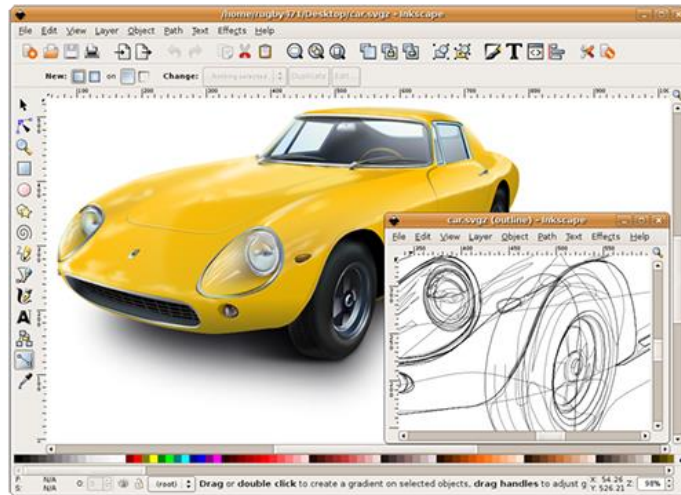 /home/rugby471/Desktop/car.svgz - Inkscape
File Edit View Layer Object Path Text Effects Help
New: on Change:
car.svgz (outline) - Inkscape
File Edit View Layer Object Path Text Effects Help
F: N/A
S: N/A
O:
(root)
Drag or double click to create a gradient on selected objects, drag handles to adjust g
X: 54.26
Y: 526.21
Z: 98%